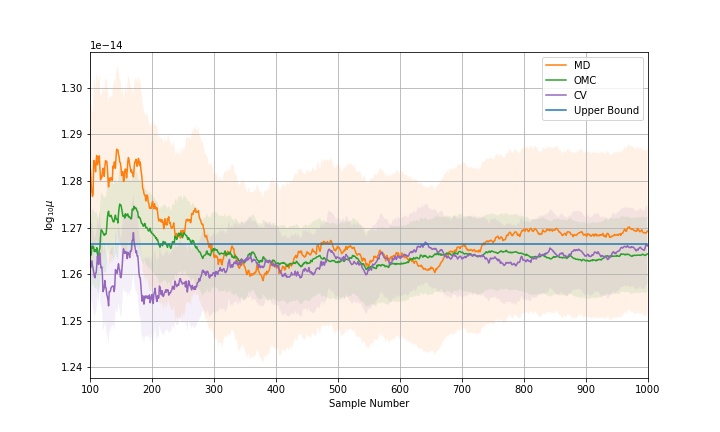 1e−14
1.30
1.29
1.28
1.27
1.26
1.25
1.24
log₁₀μ
100 200 300 400 500 600 700 800 900 1000
Sample Number
MD
OMC
CV
Upper Bound